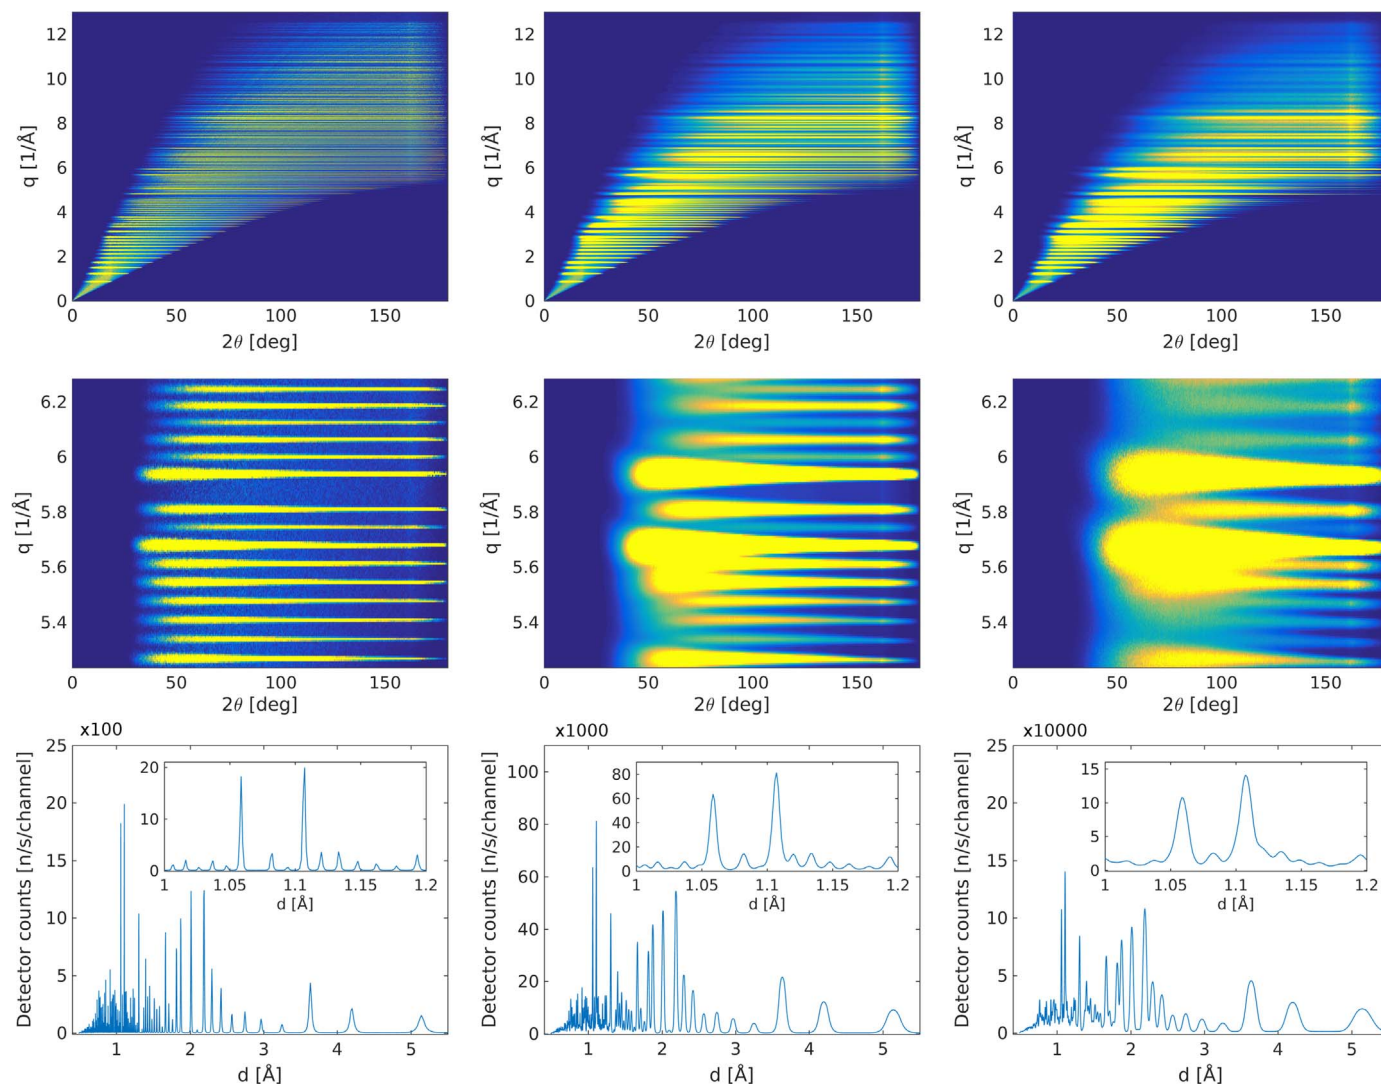 12
10
8
6
4
2
0
q [1/Å]
0 50 100 150
2θ [deg]
12
10
8
6
4
2
0
q [1/Å]
0 50 100 150
2θ [deg]
12
10
8
6
4
2
0
q [1/Å]
0 50 100 150
2θ [deg]
6.2
6
5.8
5.6
5.4
q [1/Å]
0 50 100 150
2θ [deg]
6.2
6
5.8
5.6
5.4
q [1/Å]
0 50 100 150
2θ [deg]
6.2
6
5.8
5.6
5.4
q [1/Å]
0 50 100 150
2θ [deg]
x100
25
20
15
10
5
0
Detector counts [n/s/channel]
1 2 3 4 5
d [Å]
20
10
0
1 1.05 1.1 1.15 1.2
d [Å]
x1000
100
80
60
40
20
0
Detector counts [n/s/channel]
1 2 3 4 5
d [Å]
80
60
40
20
0
1 1.05 1.1 1.15 1.2
d [Å]
x10000
25
20
15
10
5
0
Detector counts [n/s/channel]
1 2 3 4 5
d [Å]
15
10
5
0
1 1.05 1.1 1.15 1.2
d [Å]